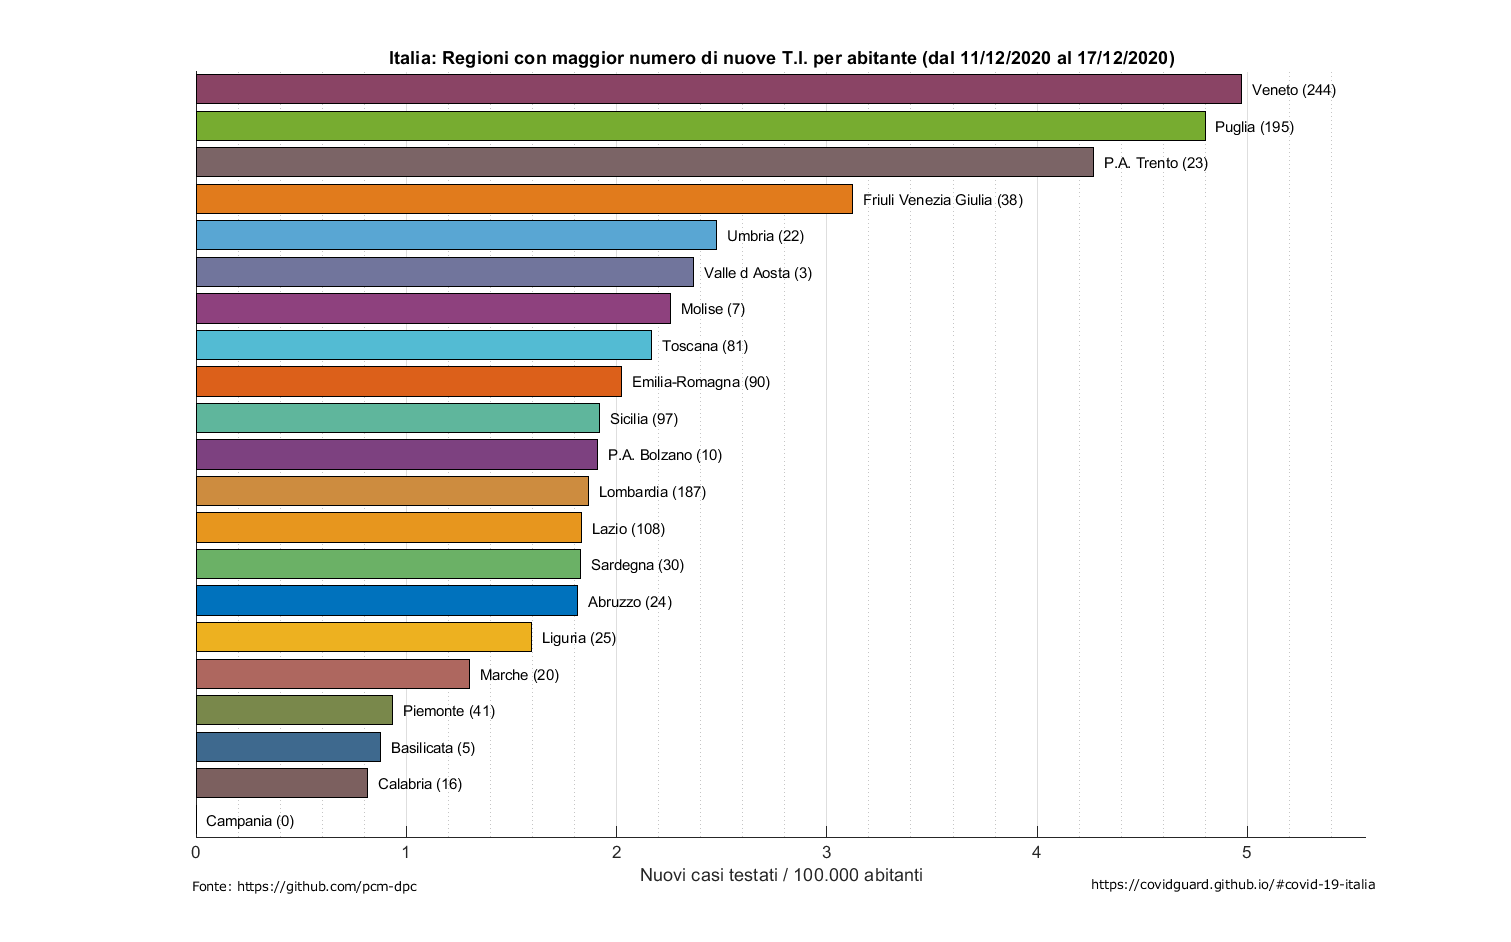 Italia: Regioni con maggior numero di nuove T.I. per abitante (dal 11/12/2020 al 17/12/2020)
Veneto (244)
Puglia (195)
P.A. Trento (23)
Friuli Venezia Giulia (38)
Umbria (22)
Valle d Aosta (3)
Molise (7)
Toscana (81)
Emilia-Romagna (90)
Sicilia (97)
P.A. Bolzano (10)
Lombardia (187)
Lazio (108)
Sardegna (30)
Abruzzo (24)
Liguria (25)
Marche (20)
Piemonte (41)
Basilicata (5)
Calabria (16)
Campania (0)
0 1 2 3 4 5
Nuovi casi testati / 100.000 abitanti
Fonte: https://github.com/pcm-dpc
https://covidguard.github.io/#covid-19-italia